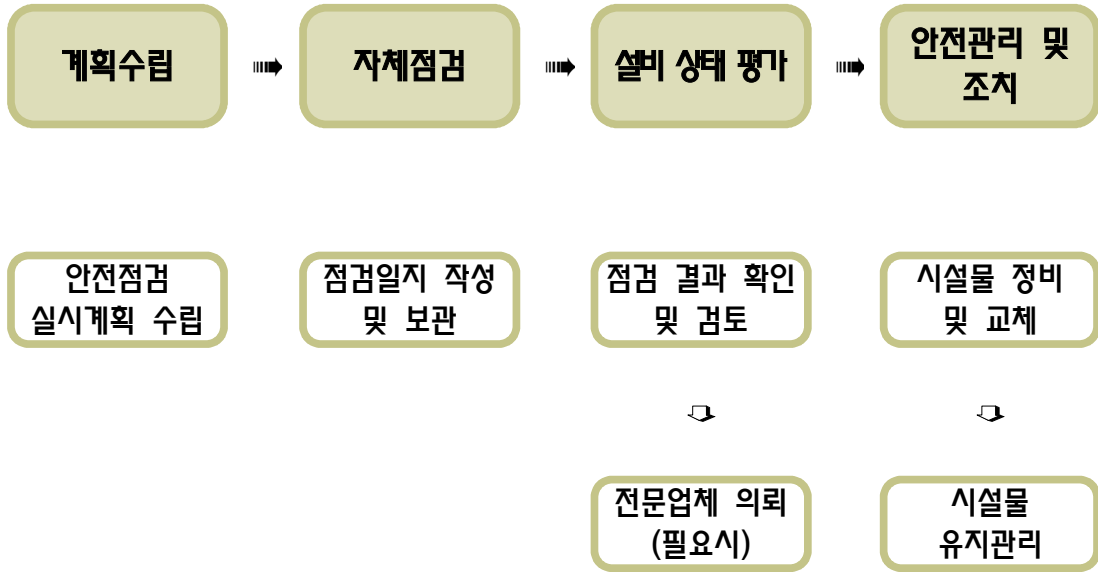 계획수립
자체점검
설비 상태 평가
안전관리 및
조치
안전점검
실시계획 수립
점검일지 작성
및 보관
점검 결과 확인
및 검토
시설물 정비
및 교체
전문업체 의뢰
(필요시)
시설물
유지관리